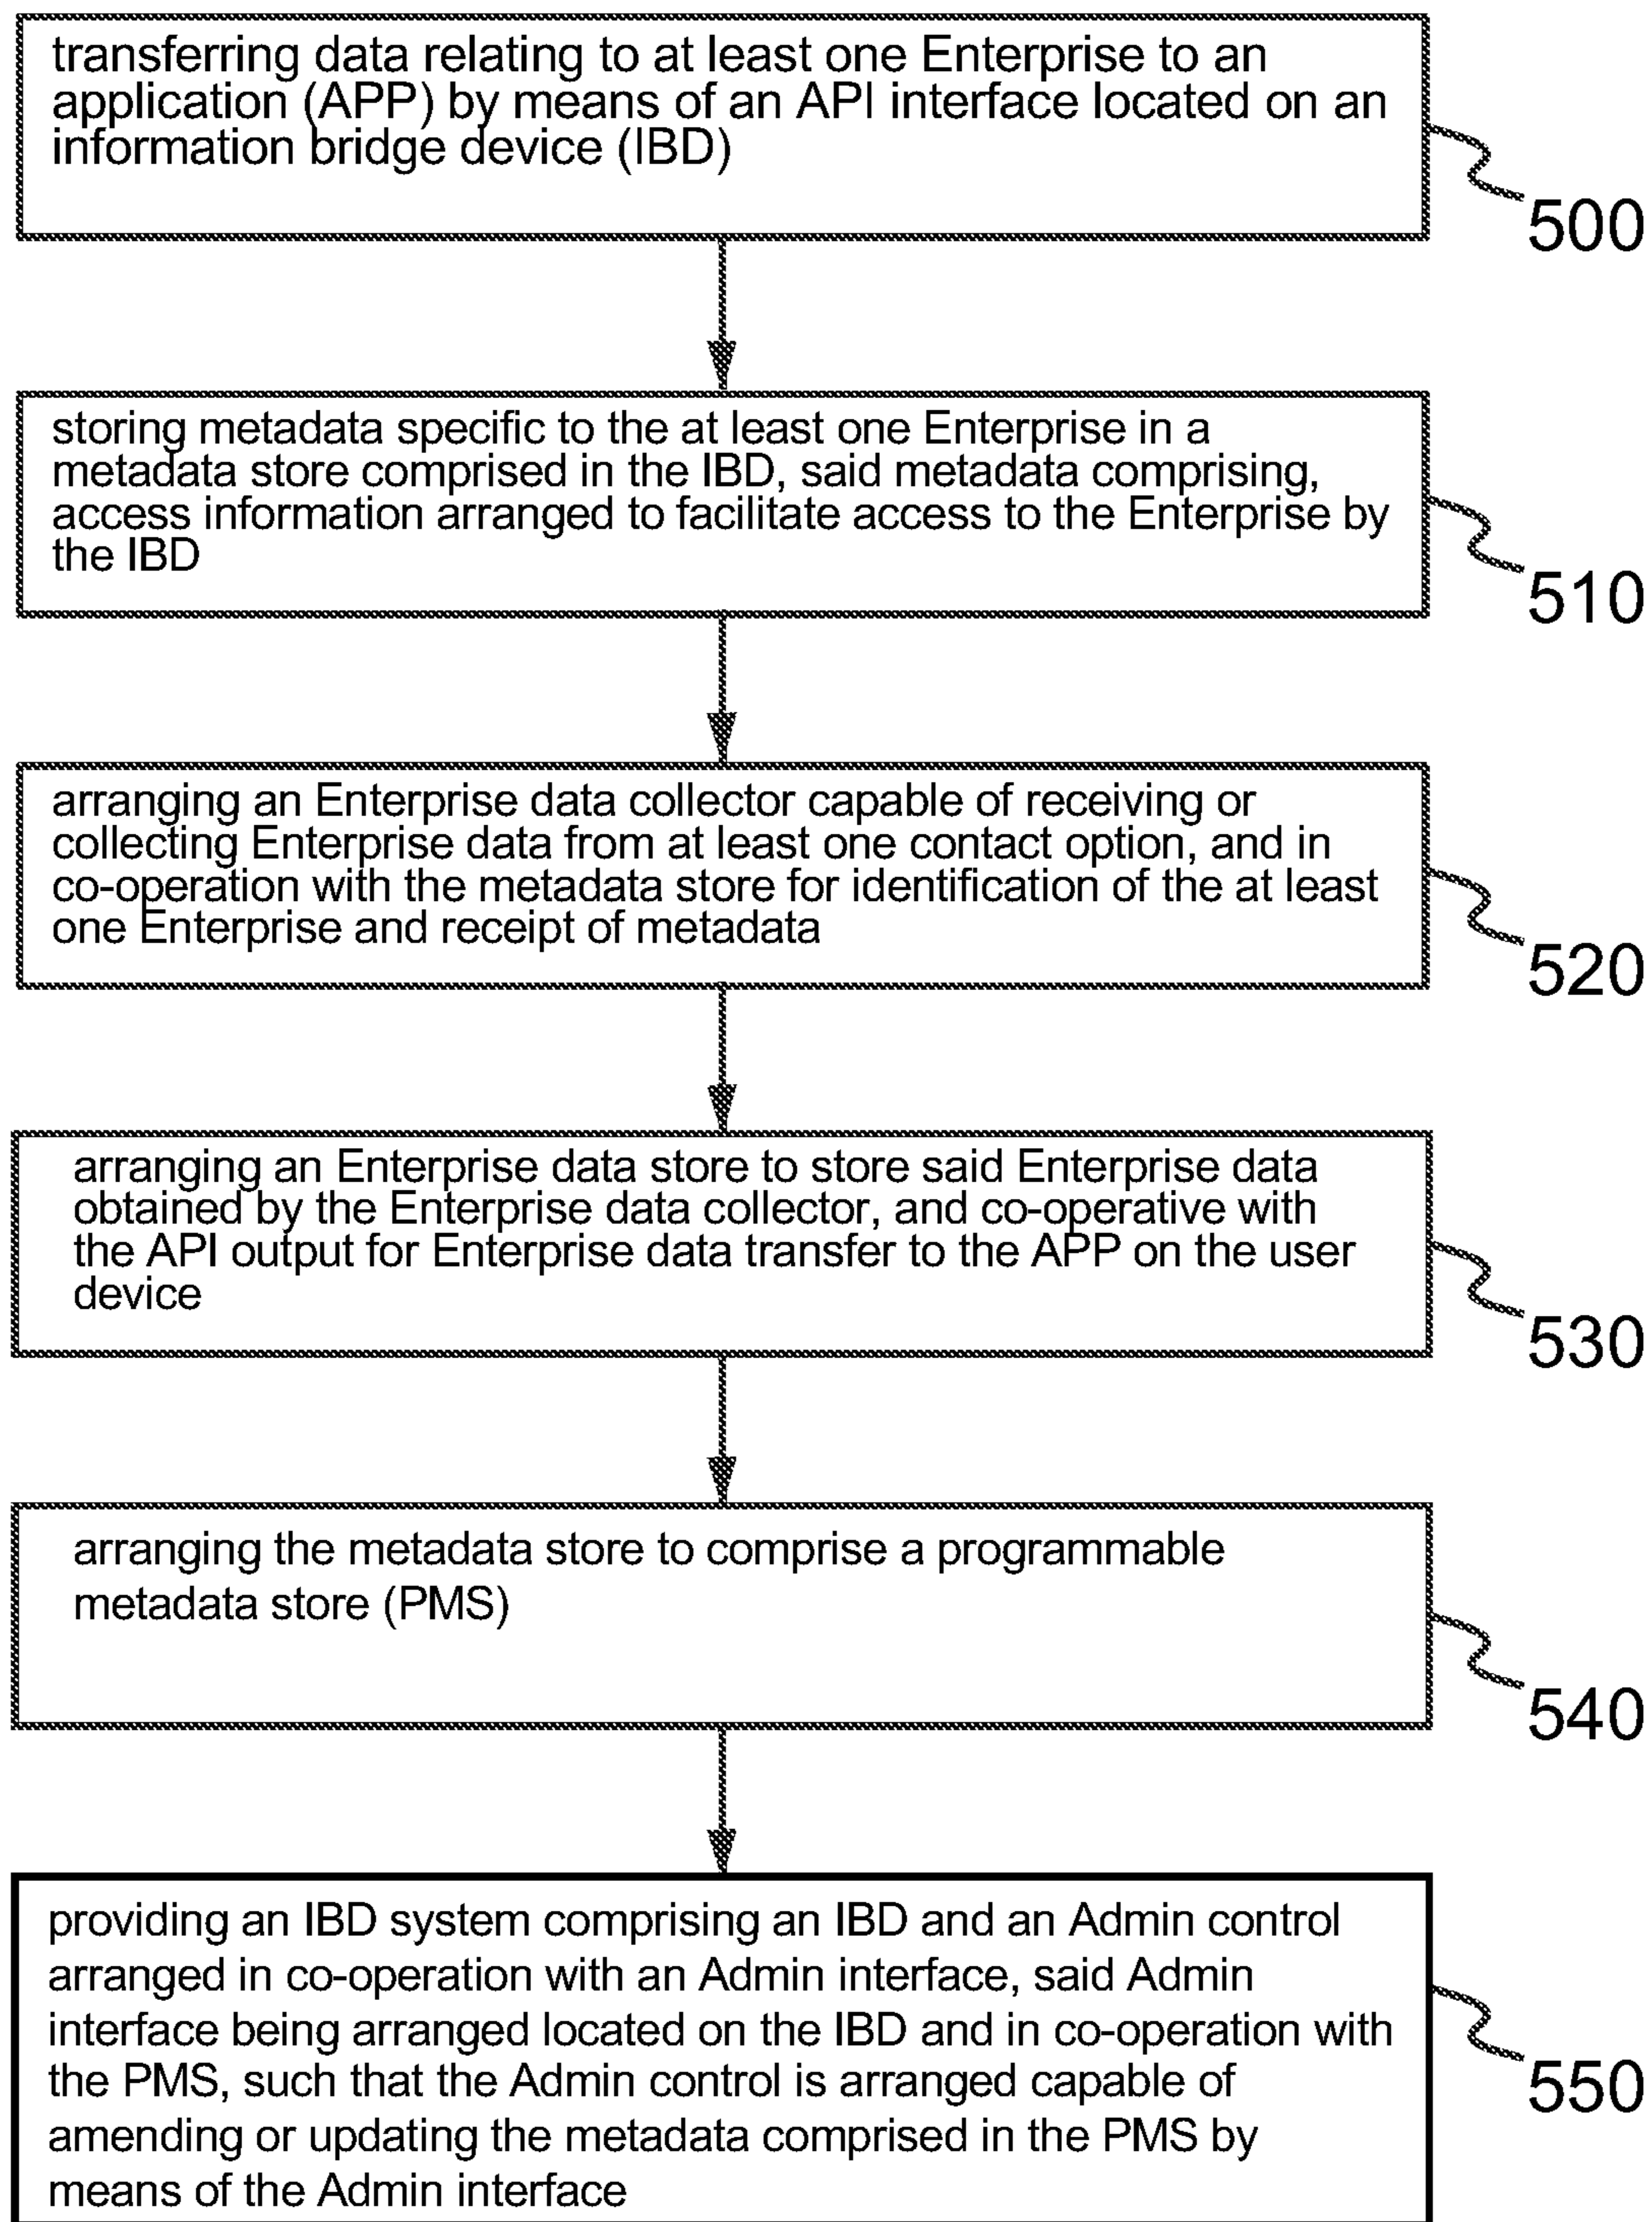 transferring data relating to at least one Enterprise to an
application (APP) by means of an API interface located on an
information bridge device (IBD)
500
storing metadata specific to the at least one Enterprise in a
metadata store comprised in the IBD, said metadata comprising,
access information arranged to facilitate access to the Enterprise by
the IBD
510
arranging an Enterprise data collector capable of receiving or
collecting Enterprise data from at least one contact option, and in
co-operation with the metadata store for identification of the at least
one Enterprise and receipt of metadata
520
arranging an Enterprise data store to store said Enterprise data
obtained by the Enterprise data collector, and co-operative with
the API output for Enterprise data transfer to the APP on the user
device
530
arranging the metadata store to comprise a programmable
metadata store (PMS)
540
providing an IBD system comprising an IBD and an Admin control
arranged in co-operation with an Admin interface, said Admin
interface being arranged located on the IBD and in co-operation with
the PMS, such that the Admin control is arranged capable of
amending or updating the metadata comprised in the PMS by
means of the Admin interface
550